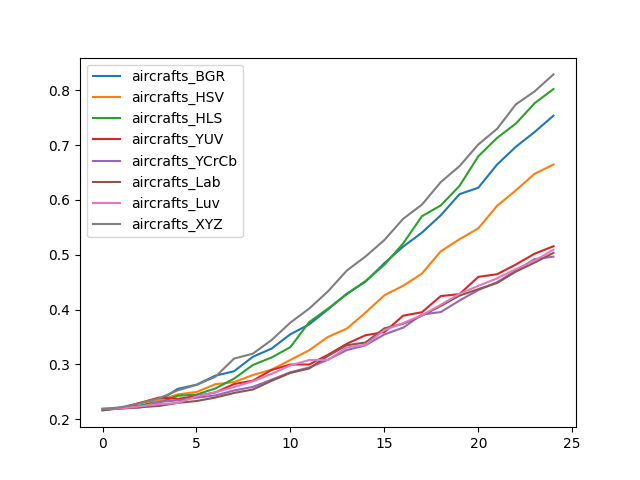 aircrafts_BGR
aircrafts_HSV
aircrafts_HLS
aircrafts_YUV
aircrafts_YCrCb
aircrafts_Lab
aircrafts_Luv
aircrafts_XYZ
0.8
0.7
0.6
0.5
0.4
0.3
0.2
0 5 10 15 20 25